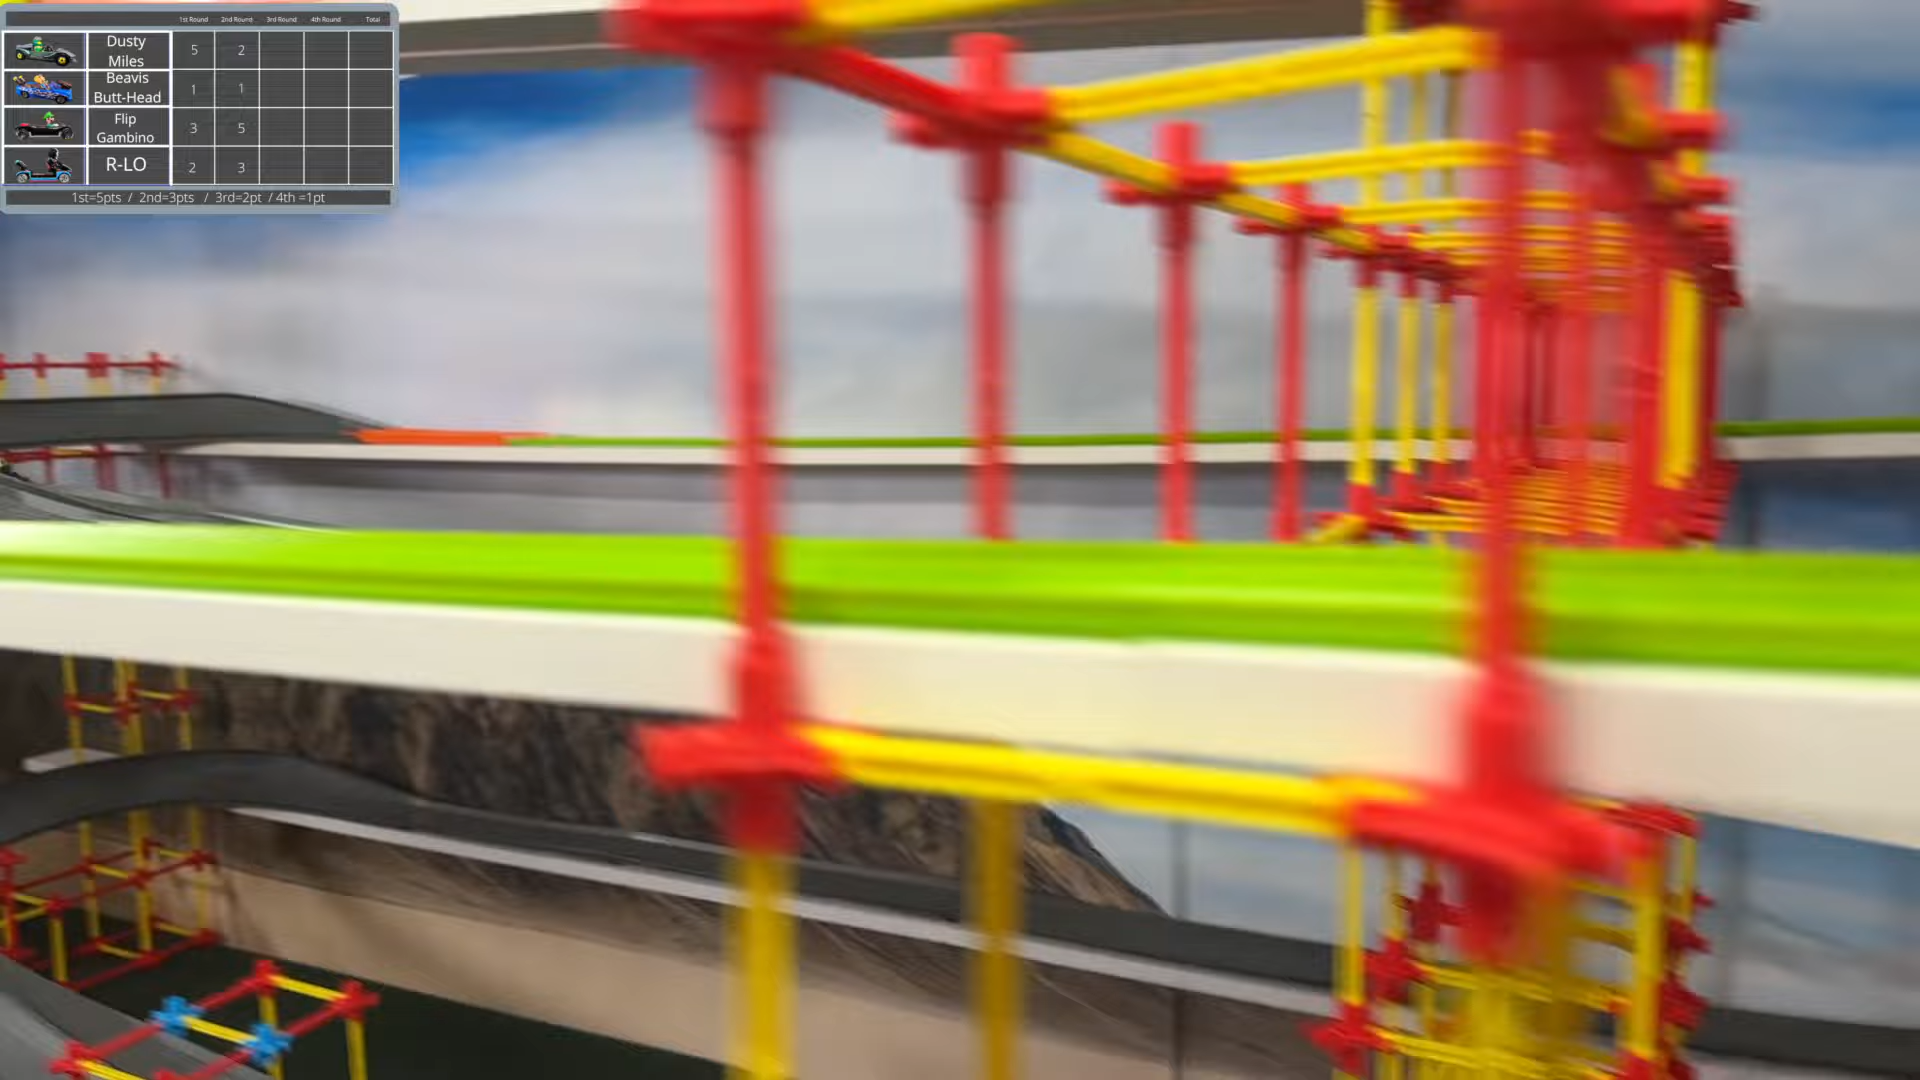 1st Round 2nd Round 3rd Round 4th Round Total
Dusty Miles 5 2
Beavis Butt-Head 1 1
Flip Gambino 3 5
R-LO 2 3
1st=5pts / 2nd=3pts / 3rd=2pt / 4th =1pt